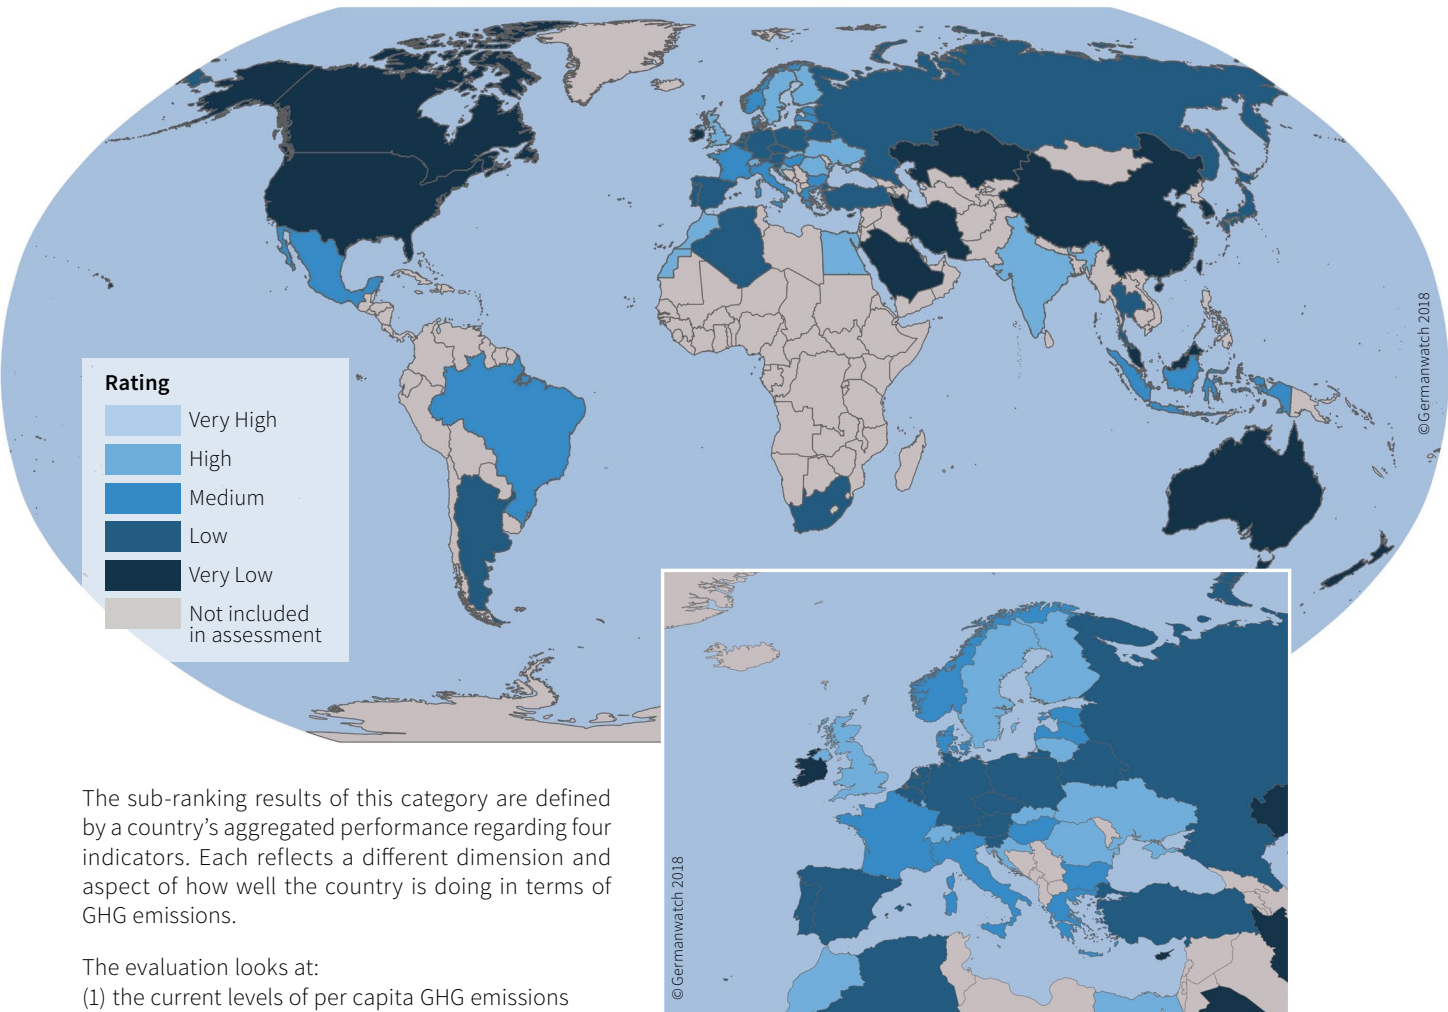 Rating
Very High
High
Medium
Low
Very Low
Not included
in assessment
©Germanwatch 2018
©Germanwatch 2018
The sub-ranking results of this category are defined
by a country’s aggregated performance regarding four
indicators. Each reflects a different dimension and
aspect of how well the country is doing in terms of
GHG emissions.
The evaluation looks at:
(1) the current levels of per capita GHG emissions